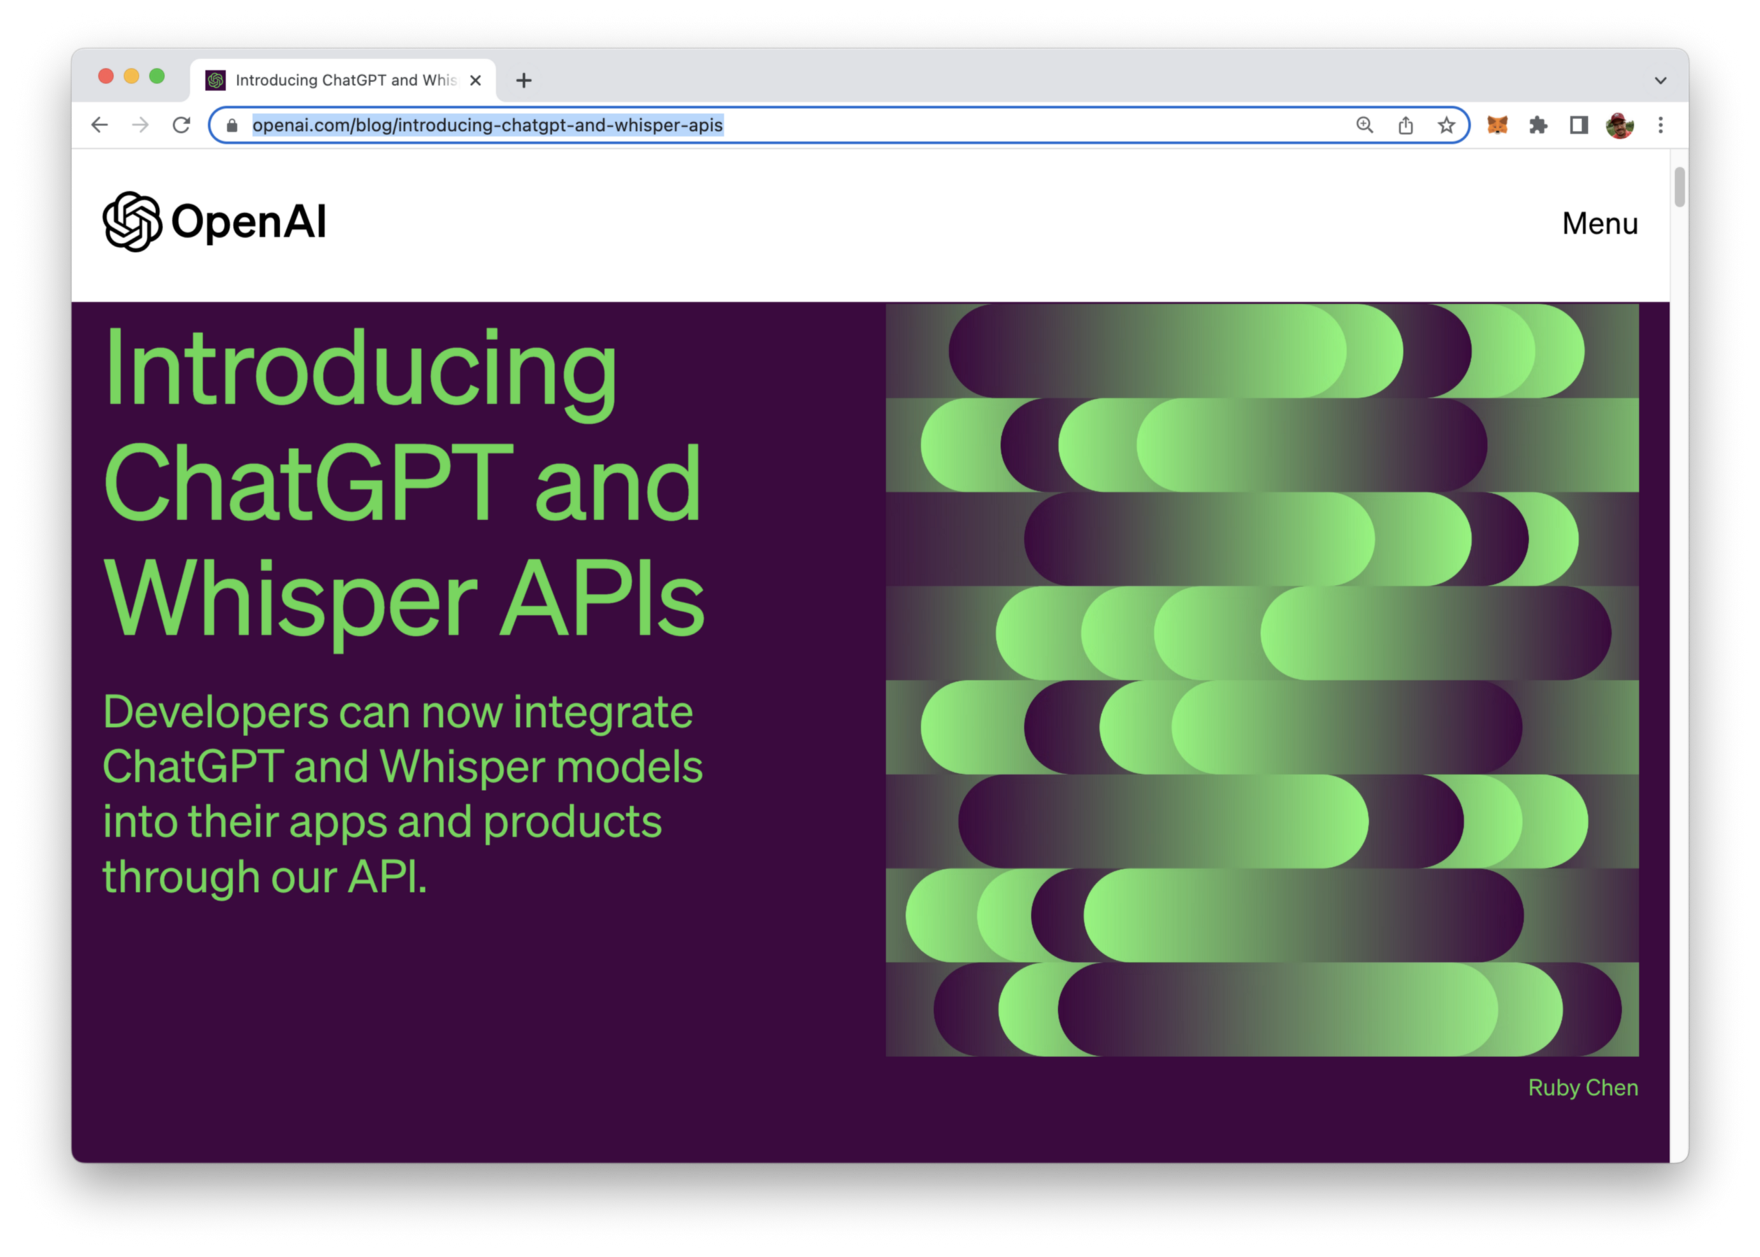 Introducing ChatGPT and Whis
openai.com/blog/introducing-chatgpt-and-whisper-apis
OpenAI
Menu
Introducing
ChatGPT and
Whisper APIs
Developers can now integrate
ChatGPT and Whisper models
into their apps and products
through our API.
Ruby Chen